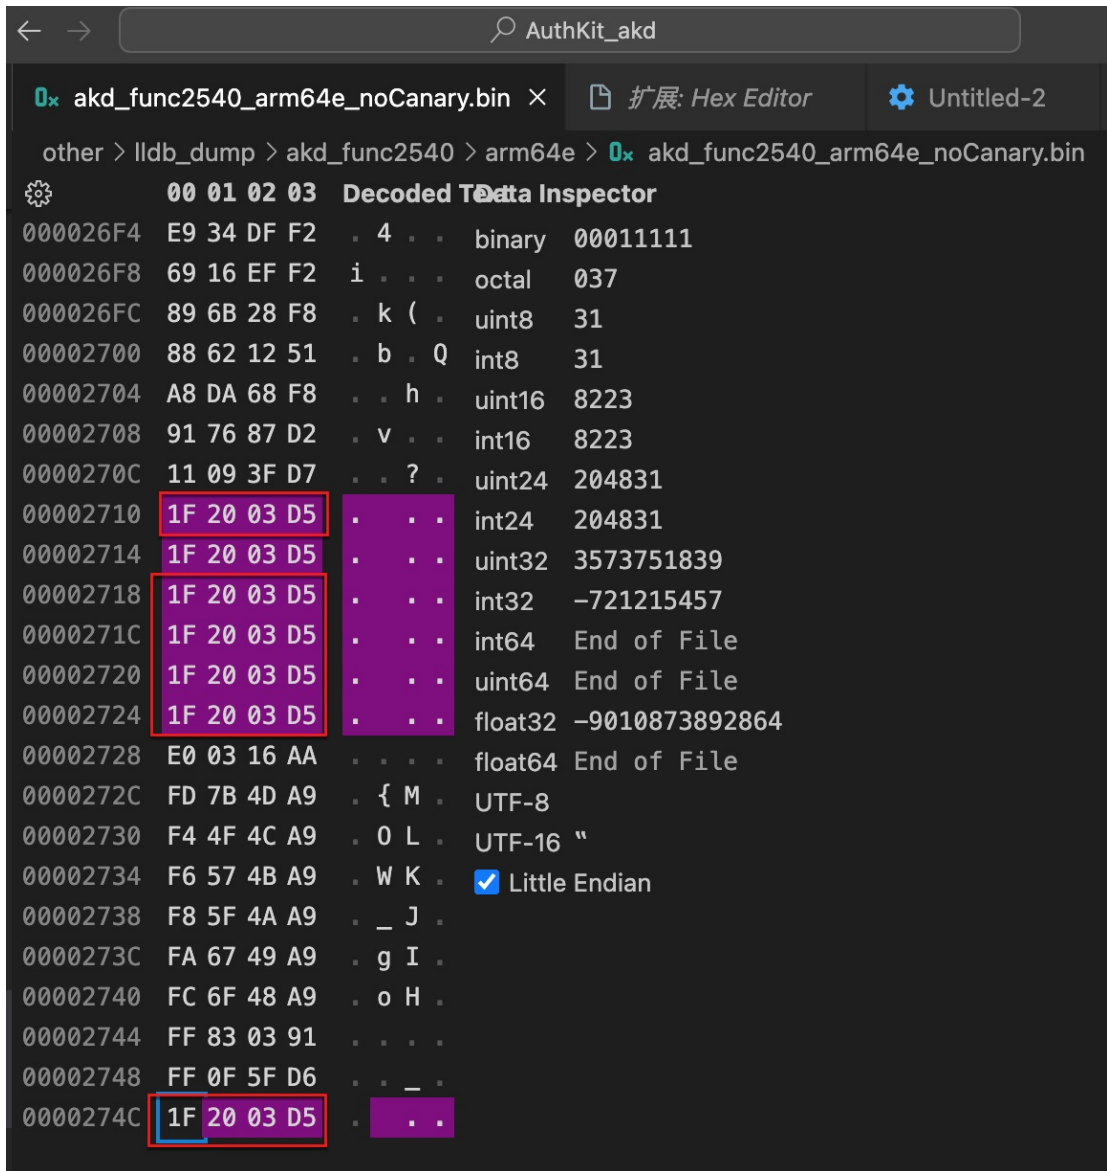 AuthKit_akd
akd_func2540_arm64e_noCanary.bin × 扩展: Hex Editor Untitled-2
other > lldb_dump > akd_func2540 > arm64e > akd_func2540_arm64e_noCanary.bin
00 01 02 03 Decoded Text Data Inspector
000026F4 E9 34 DF F2 . 4 . . binary 00011111
000026F8 69 16 EF F2 i . . . octal 037
000026FC 89 6B 28 F8 . k ( . uint8 31
00002700 88 62 12 51 . b . Q int8 31
00002704 A8 DA 68 F8 . . h . uint16 8223
00002708 91 76 87 D2 . v . . int16 8223
0000270C 11 09 3F D7 . . ? . uint24 204831
00002710 1F 20 03 D5 . . . int24 204831
00002714 1F 20 03 D5 . . . uint32 3573751839
00002718 1F 20 03 D5 . . . int32 -721215457
0000271C 1F 20 03 D5 . . . int64 End of File
00002720 1F 20 03 D5 . . . uint64 End of File
00002724 1F 20 03 D5 . . . float32 -9010873892864
00002728 E0 03 16 AA . . . . float64 End of File
0000272C FD 7B 4D A9 . { M . UTF-8
00002730 F4 4F 4C A9 . O L . UTF-16 ‟
00002734 F6 57 4B A9 . W K . Little Endian
00002738 F8 5F 4A A9 . _ J .
0000273C FA 67 49 A9 . g I .
00002740 FC 6F 48 A9 . o H .
00002744 FF 83 03 91 . . . .
00002748 FF 0F 5F D6 . . _ .
0000274C 1F 20 03 D5 . . .